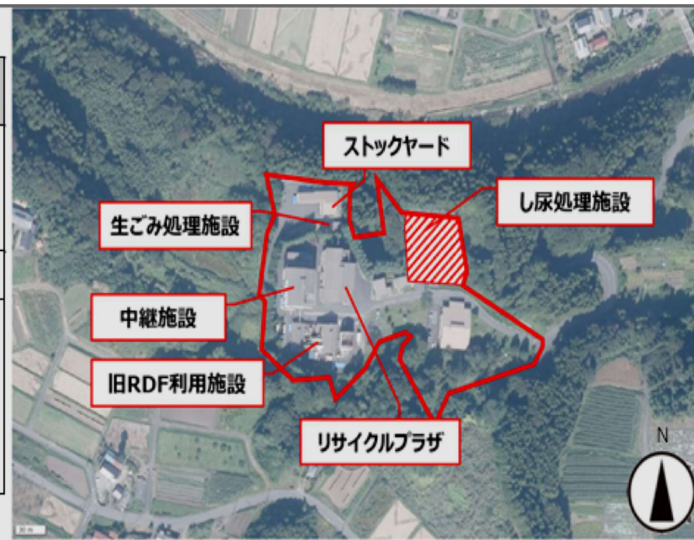 ストックヤード
し尿処理施設
生ごみ処理施設
中継施設
旧RDF利用施設
リサイクルプラザ
N